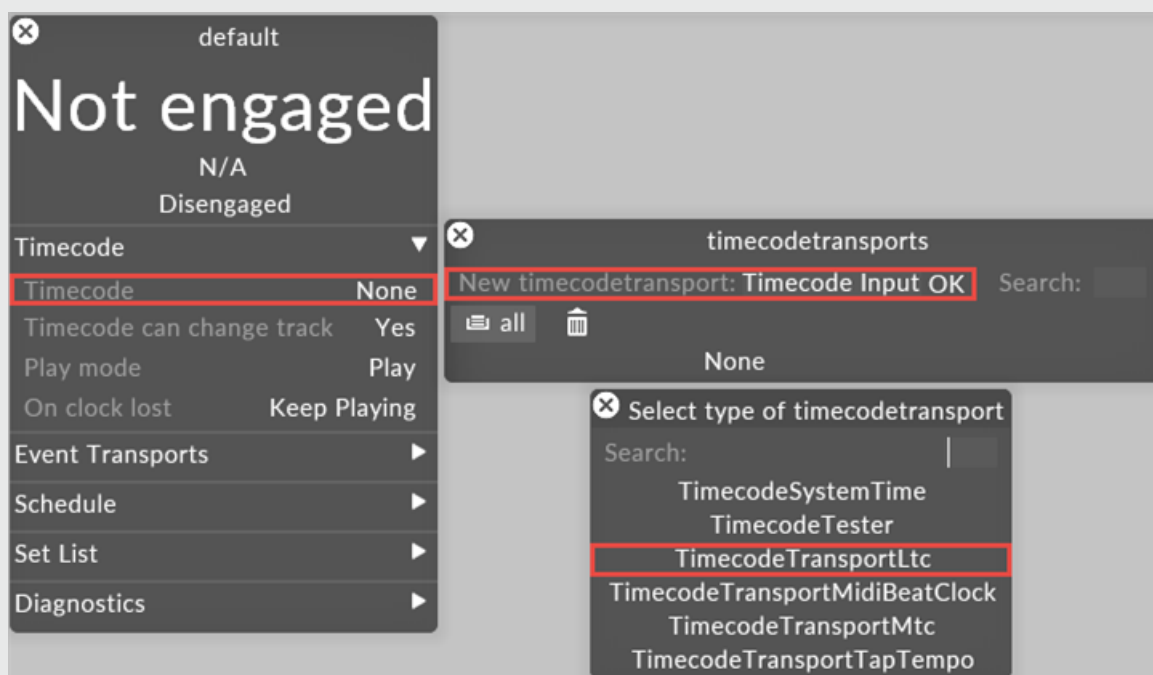 default
Not engaged
N/A
Disengaged
Timecode
Timecode None
Timecode can change track Yes
Play mode Play
On clock lost Keep Playing
Event Transports
Schedule
Set List
Diagnostics
timecodetransports
New timecodetransport: Timecode Input OK Search:
all
None
Select type of timecodetransport
Search:
TimecodeSystemTime
TimecodeTester
TimecodeTransportLtc
TimecodeTransportMidiBeatClock
TimecodeTransportMtc
TimecodeTransportTapTempo